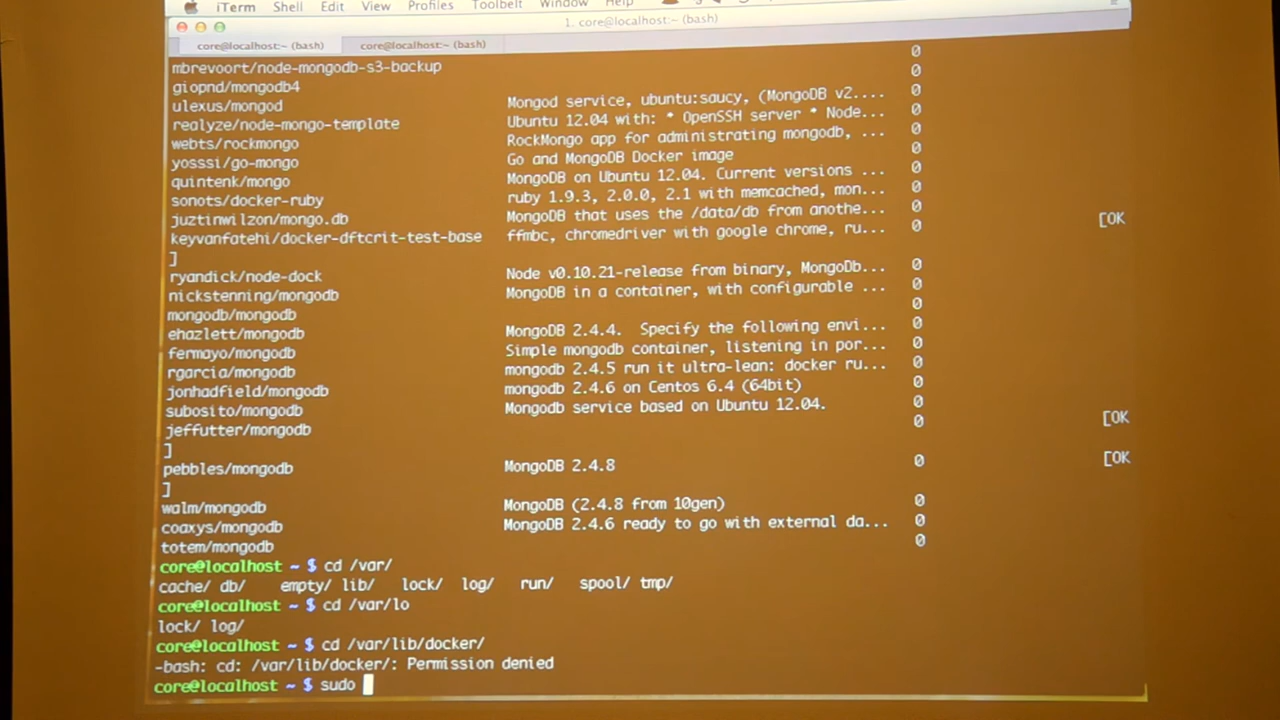 iTerm Shell Edit View Profiles Toolbelt Window Help
1. core@localhost:~ (bash)
core@localhost:~ (bash) core@localhost:~ (bash)
0
mbrevoort/node-mongodb-s3-backup 0
giopnd/mongodb4 0
ulexus/mongod Mongod service, ubuntu:saucy, (MongoDB v2.... 0
realyze/node-mongo-template Ubuntu 12.04 with: * OpenSSH server * Node... 0
webts/rockmongo RockMongo app for administrating mongodb, ... 0
yosssi/go-mongo Go and MongoDB Docker image 0
quintenk/mongo MongoDB on Ubuntu 12.04. Current versions ... 0
sonots/docker-ruby ruby 1.9.3, 2.0.0, 2.1 with memcached, mon... 0
juztinwilzon/mongo.db MongoDB that uses the /data/db from anothe... 0
keyvanfatehi/docker-dftcrit-test-base ffmbc, chromedriver with google chrome, ru... 0 [OK
]
ryandick/node-dock Node v0.10.21-release from binary, MongoDb... 0
nickstenning/mongodb MongoDB in a container, with configurable ... 0
mongodb/mongodb 0
ehazlett/mongodb MongoDB 2.4.4. Specify the following envi... 0
fermayo/mongodb Simple mongodb container, listening in por... 0
rgarcia/mongodb mongodb 2.4.5 run it ultra-lean: docker ru... 0
jonhadfield/mongodb mongodb 2.4.6 on Centos 6.4 (64bit) 0
subosito/mongodb Mongodb service based on Ubuntu 12.04. 0
jeffutter/mongodb 0 [OK
]
pebbles/mongodb MongoDB 2.4.8 0 [OK
]
walm/mongodb MongoDB (2.4.8 from 10gen) 0
coaxys/mongodb MongoDB 2.4.6 ready to go with external da... 0
totem/mongodb 0
core@localhost ~ $ cd /var/
cache/ db/ empty/ lib/ lock/ log/ run/ spool/ tmp/
core@localhost ~ $ cd /var/lo
lock/ log/
core@localhost ~ $ cd /var/lib/docker/
-bash: cd: /var/lib/docker/: Permission denied
core@localhost ~ $ sudo